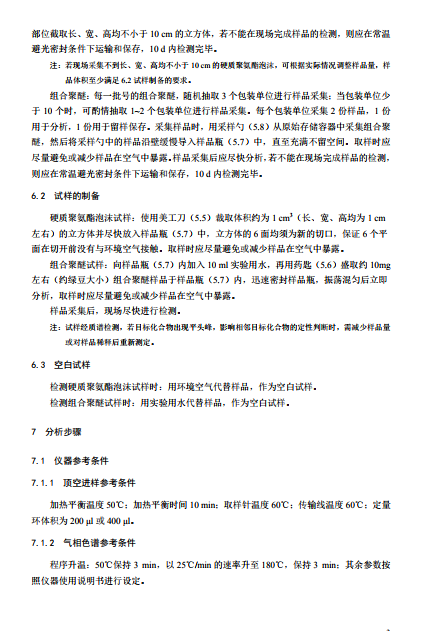 部位截取长、宽、高均不小于 10 cm 的立方体，若不能在现场完成样品的检测，则应在常温
避光密封条件下运输和保存，10 d 内检测完毕。
注：若现场采集不到长、宽、高均不小于 10 cm 的硬质聚氨酯泡沫，可根据实际情况调整样品量，样
品体积至少满足 6.2 试样制备的要求。
组合聚醚：每一批号的组合聚醚，随机抽取 3 个包装单位进行样品采集；当包装单位少
于 10 个时，可酌情抽取 1~2 个包装单位进行样品采集。每个包装单位采集 2 份样品，1 份
用于分析，1 份用于留样保存。采集样品时，用采样勺（5.8）从原始存储容器中采集组合聚
醚，然后将采样勺中的样品沿壁缓慢导入样品瓶（5.7）中，直至充满不留空间。取样时应
尽量避免或减少样品在空气中暴露。样品采集后应尽快分析，若不能在现场完成样品的检测，
则应在常温避光密封条件下运输和保存，10 d 内检测完毕。
6.2 试样的制备
硬质聚氨酯泡沫试样：使用美工刀（5.5）裁取体积约为 1 cm³（长、宽、高均为 1 cm
左右）的立方体并尽快放入样品瓶（5.7）中，立方体的 6 面均须为新的切口，保证 6 个平
面在切开前没有与环境空气接触。取样时应尽量避免或减少样品在空气中暴露。
组合聚醚试样：向样品瓶（5.7）内加入 10 ml 实验用水，再用药匙（5.6）盛取约 10mg
左右（约绿豆大小）组合聚醚样品于样品瓶（5.7）内，迅速密封样品瓶，振荡混匀后立即
分析，取样时应尽量避免或减少样品在空气中暴露。
样品采集后，现场尽快进行检测。
注：试样经质谱检测，若目标化合物出现平头峰，影响相邻目标化合物的定性判断时，需减少样品量
或对样品稀释后重新测定。
6.3 空白试样
检测硬质聚氨酯泡沫试样时：用环境空气代替样品，作为空白试样。
检测组合聚醚试样时：用实验用水代替样品，作为空白试样。
7 分析步骤
7.1 仪器参考条件
7.1.1 顶空进样参考条件
加热平衡温度 50℃；加热平衡时间 10 min；取样针温度 60℃；传输线温度 60℃；定量
环体积为 200 μl 或 400 μl。
7.1.2 气相色谱参考条件
程序升温：50℃保持 3 min，以 25℃/min 的速率升至 180℃，保持 3 min；其余参数按
照仪器使用说明书进行设定。